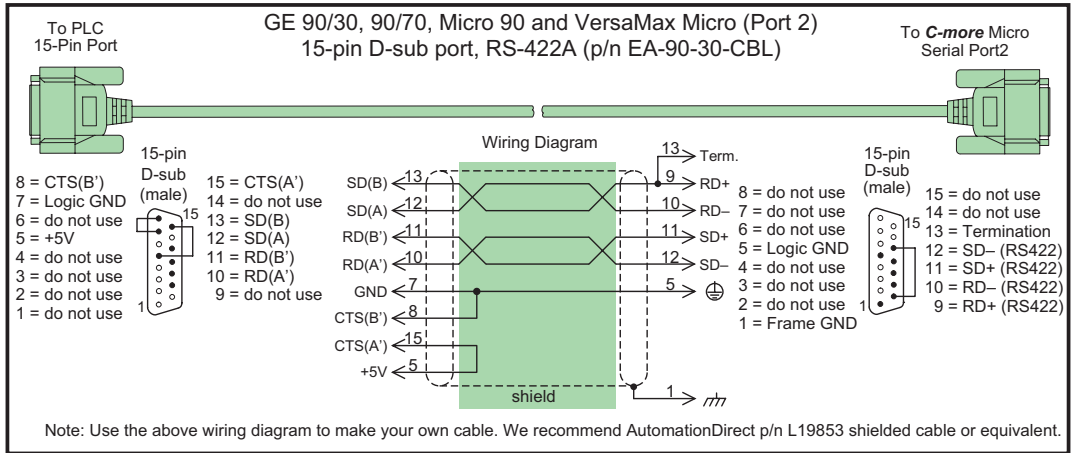 GE 90/30, 90/70, Micro 90 and VersaMax Micro (Port 2)
15-pin D-sub port, RS-422A (p/n EA-90-30-CBL)
To PLC
15-Pin Port
To C-more Micro
Serial Port2
Wiring Diagram
15-pin
D-sub
(male)
8 = CTS(B’)
7 = Logic GND
6 = do not use
5 = +5V
4 = do not use
3 = do not use
2 = do not use
1 = do not use
15
1
15 = CTS(A’)
14 = do not use
13 = SD(B)
12 = SD(A)
11 = RD(B’)
10 = RD(A’)
9 = do not use
SD(B) 13
SD(A) 12
RD(B’) 11
RD(A’) 10
GND 7
CTS(B’) 8
CTS(A’) 15
+5V 5
shield
13 Term.
9 RD+
10 RD–
11 SD+
12 SD–
5
1
8 = do not use
7 = do not use
6 = do not use
5 = Logic GND
4 = do not use
3 = do not use
2 = do not use
1 = Frame GND
15-pin
D-sub
(male)
15
1
15 = do not use
14 = do not use
13 = Termination
12 = SD– (RS422)
11 = SD+ (RS422)
10 = RD– (RS422)
9 = RD+ (RS422)
Note: Use the above wiring diagram to make your own cable. We recommend AutomationDirect p/n L19853 shielded cable or equivalent.